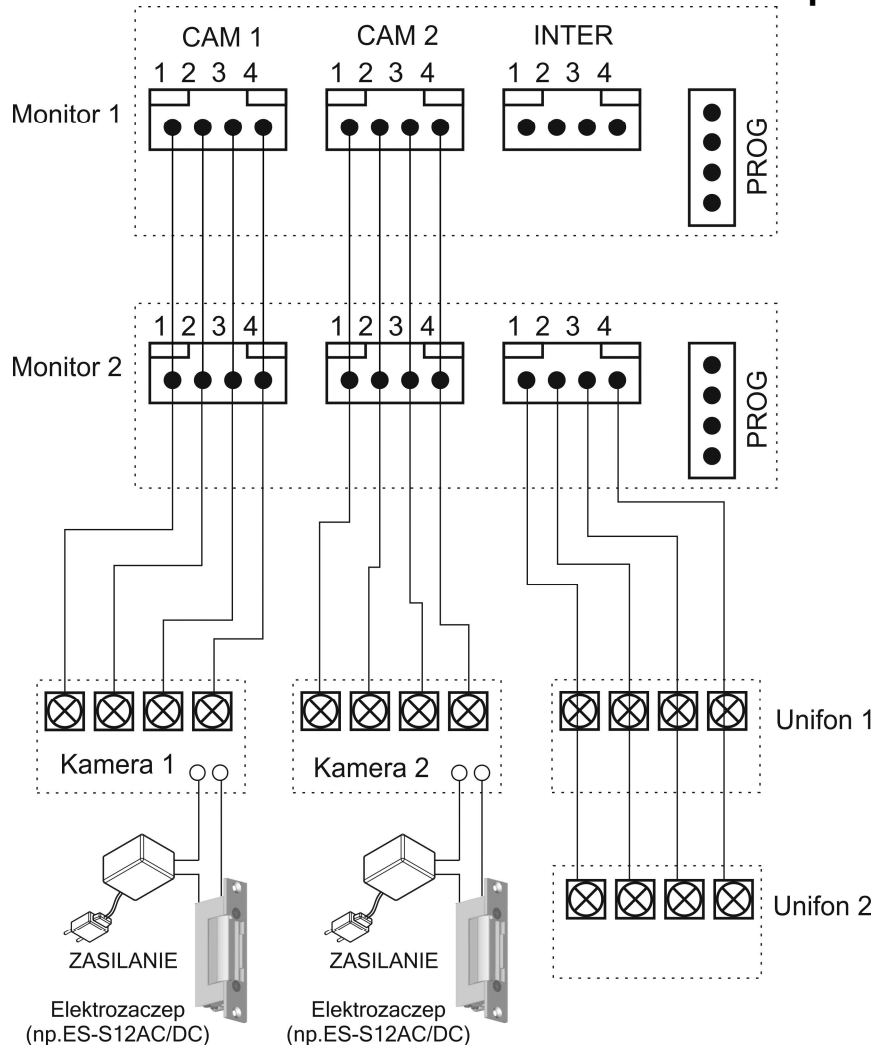 CAM 1 CAM 2 INTER
1 2 3 4 1 2 3 4 1 2 3 4
Monitor 1
PROG
1 2 3 4 1 2 3 4 1 2 3 4
Monitor 2
PROG
Unifon 1
Kamera 1 Kamera 2
Unifon 2
ZASILANIE ZASILANIE
Elektrozaczep Elektrozaczep
(np.ES-S12AC/DC) (np.ES-S12AC/DC)